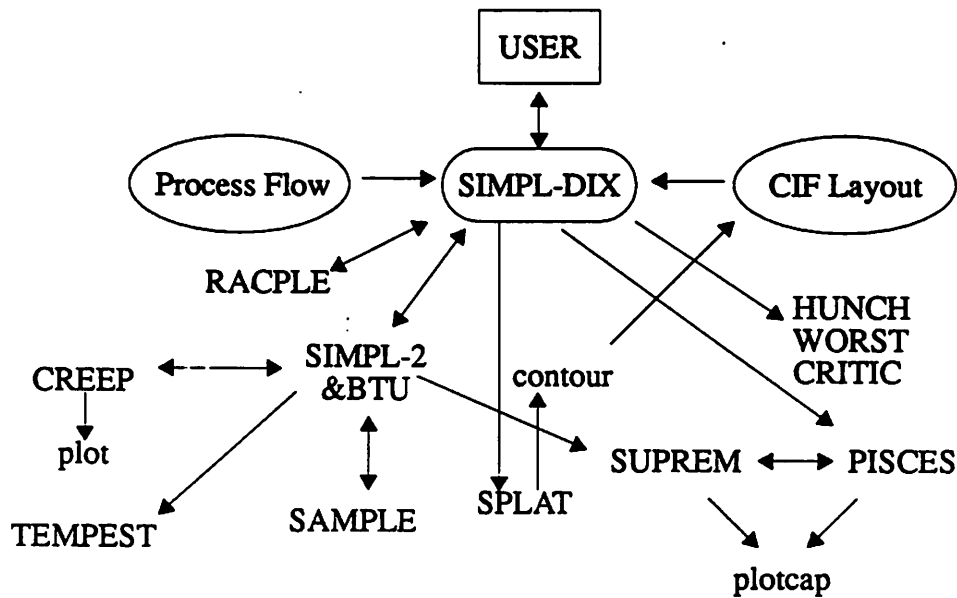 USER
Process Flow
SIMPL-DIX
CIF Layout
RACPLE
HUNCH
WORST
CRITIC
SIMPL-2
&BTU
CREEP
contour
plot
SUPREM
PISCES
SPLAT
SAMPLE
TEMPEST
plotcap